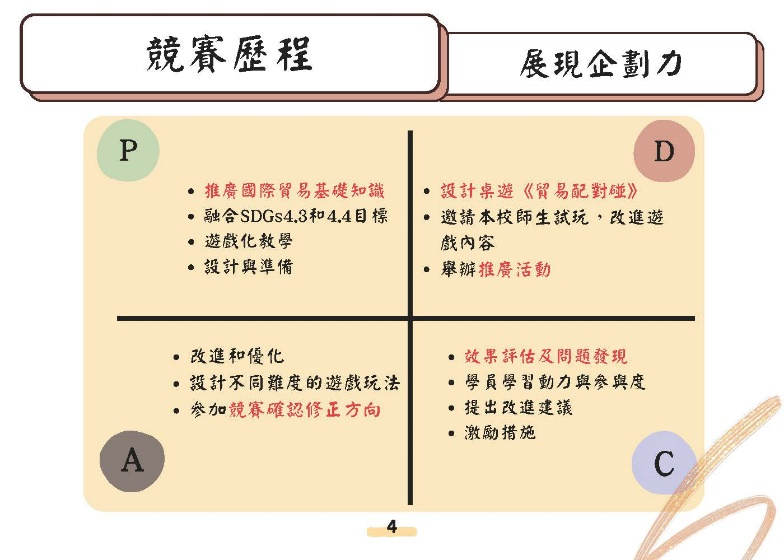 競賽歷程
展現企劃力
P
• 推廣國際貿易基礎知識
• 融合SDGs4.3和4.4目標
• 遊戲化教學
• 設計與準備
D
• 設計桌遊《貿易配對碰》
• 邀請本校師生試玩，改進遊
戲內容
• 舉辦推廣活動
A
• 改進和優化
• 設計不同難度的遊戲玩法
• 參加競賽確認修正方向
C
• 效果評估及問題發現
• 學員學習動力與參與度
• 提出改進建議
• 激勵措施
4